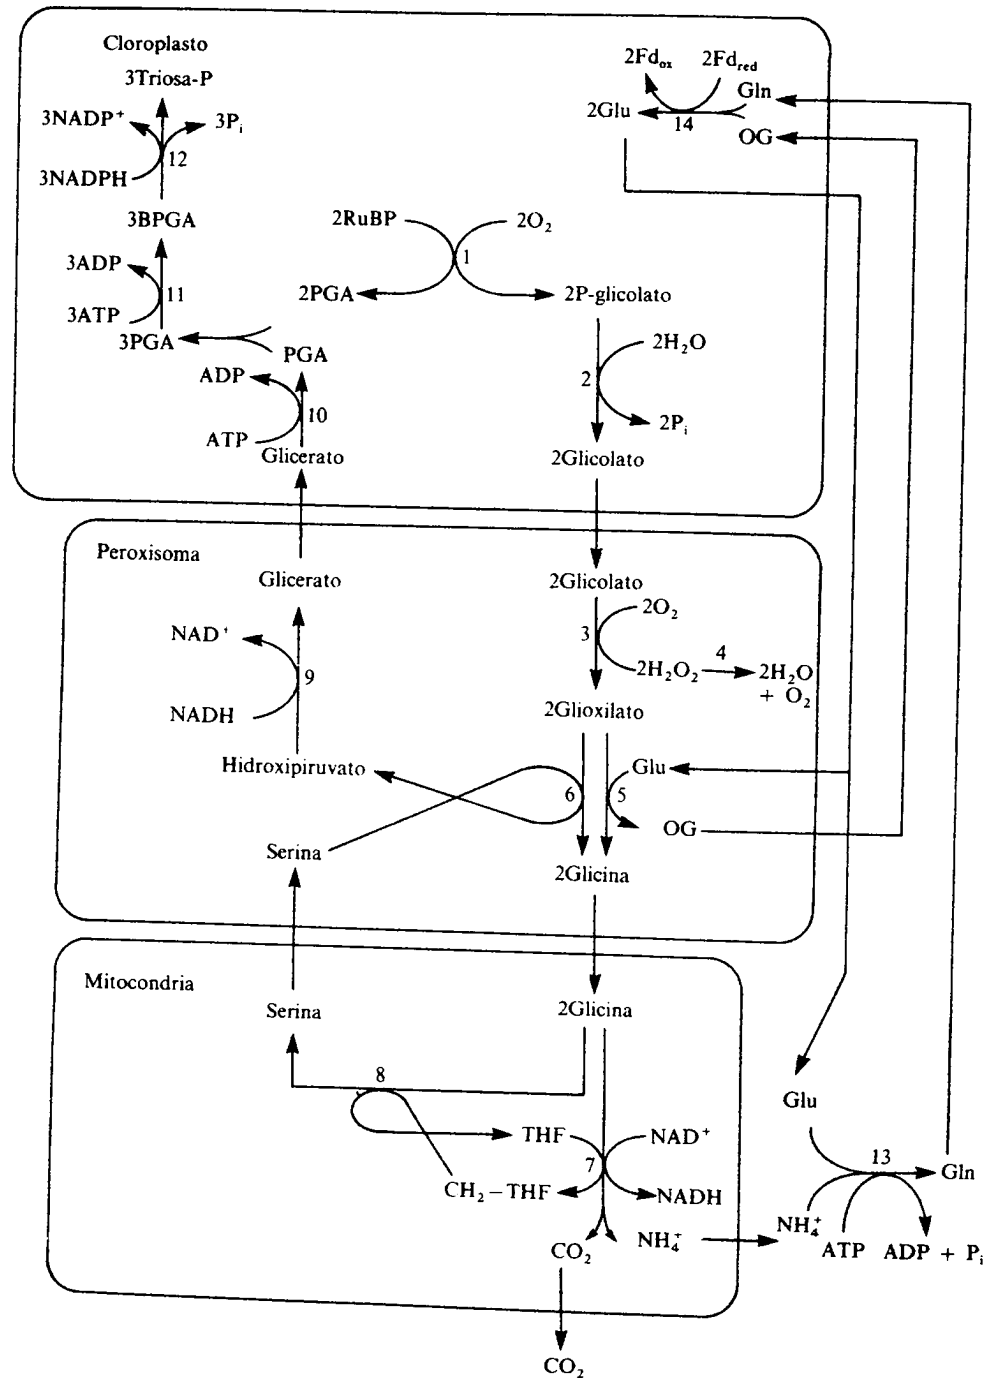 Cloroplasto
3Triosa-P
3NADP⁺
3Pᵢ
12
3NADPH
3BPGA
3ADP
11
3ATP
3PGA
PGA
ADP
10
ATP
Glicerato
2Fdₒₓ
2Fd_red
Gln
2Glu
14
OG
2RuBP
2O₂
1
2PGA
2P-glicolato
2H₂O
2
2Pᵢ
2Glicolato
Peroxisoma
Glicerato
NAD⁺
9
NADH
Hidroxipiruvato
Serina
2Glicolato
2O₂
3
2H₂O₂
4
2H₂O
+ O₂
2Glioxilato
Glu
6
5
OG
2Glicina
Mitocondria
Serina
2Glicina
8
THF
NAD⁺
7
CH₂−THF
NADH
CO₂
NH₄⁺
CO₂
Glu
13
Gln
NH₄⁺
ATP
ADP + Pᵢ